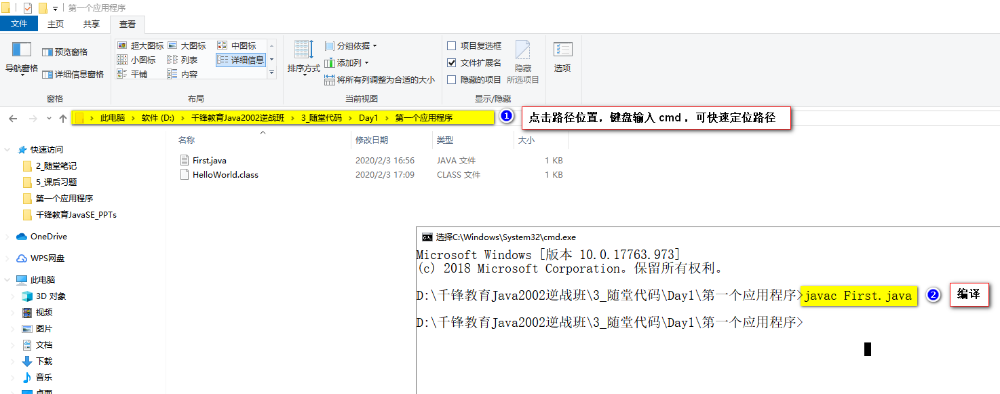 第一个应用程序
文件 主页 共享 查看
导航窗格
预览窗格
详细信息窗格
窗格
超大图标 大图标 中图标
小图标 列表 详细信息
平铺 内容
布局
排序方式
分组依据
添加列
将所有列调整为合适的大小
当前视图
项目复选框
文件扩展名
隐藏的项目
隐藏
所选项目
显示/隐藏
选项
此电脑 > 软件 (D:) > 千锋教育Java2002逆战班 > 3_随堂代码 > Day1 > 第一个应用程序
1
点击路径位置，键盘输入 cmd ，可快速定位路径
快速访问
2_随堂笔记
5_课后习题
第一个应用程序
千锋教育JavaSE_PPTs
OneDrive
WPS网盘
此电脑
3D 对象
视频
图片
文档
下载
音乐
桌面
名称 修改日期 类型 大小
First.java 2020/2/3 16:56 JAVA 文件 1 KB
HelloWorld.class 2020/2/3 17:09 CLASS 文件 1 KB
选择C:\Windows\System32\cmd.exe
Microsoft Windows [版本 10.0.17763.973]
(c) 2018 Microsoft Corporation。保留所有权利。
D:\千锋教育Java2002逆战班\3_随堂代码\Day1\第一个应用程序>javac First.java
2
编译
D:\千锋教育Java2002逆战班\3_随堂代码\Day1\第一个应用程序>